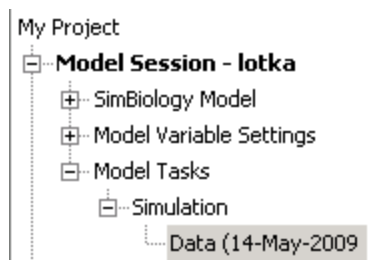 My Project
Model Session - lotka
SimBiology Model
Model Variable Settings
Model Tasks
Simulation
Data (14-May-2009